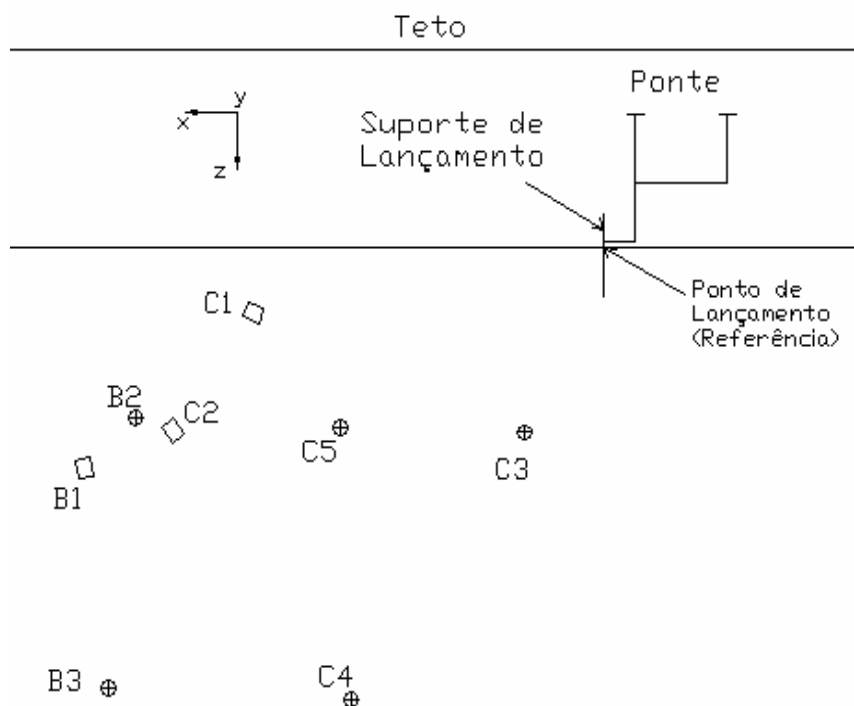 Teto
Ponte
y
x
z
Suporte de
Lançamento
Ponto de
Lançamento
(Referência)
C1
B2
C2
C5
C3
B1
B3
C4